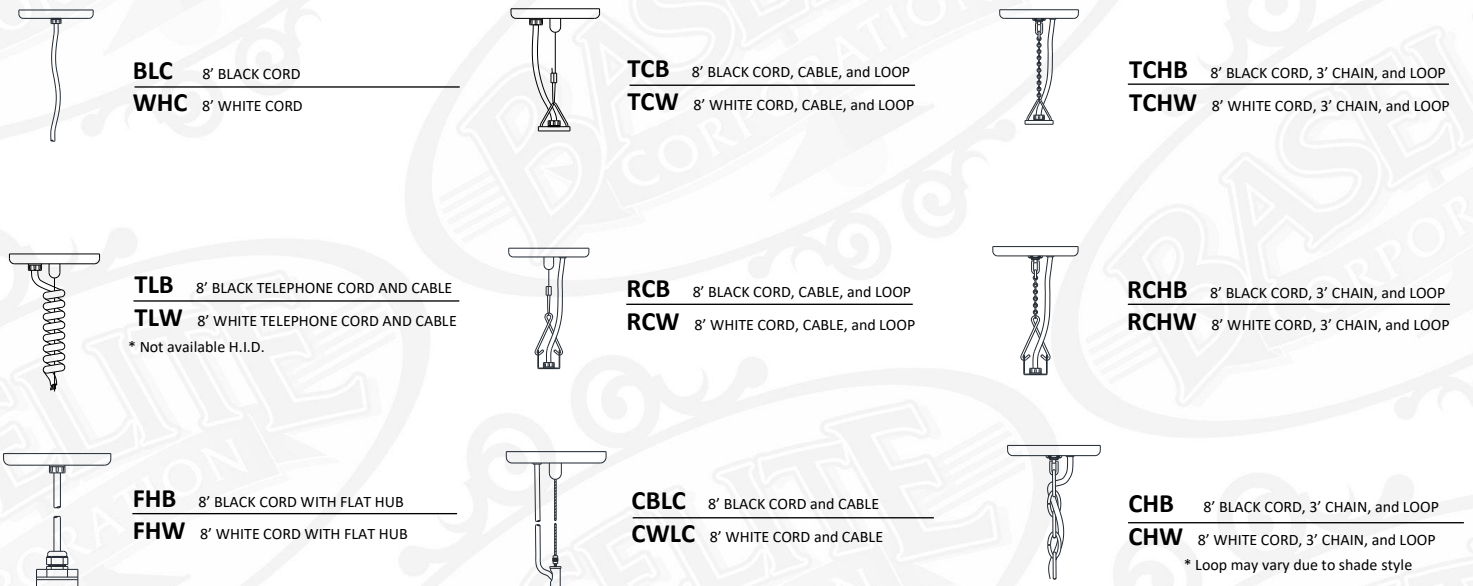 BLC 8’ BLACK CORD
WHC 8’ WHITE CORD
TCB 8’ BLACK CORD, CABLE, and LOOP
TCW 8’ WHITE CORD, CABLE, and LOOP
TCHB 8’ BLACK CORD, 3’ CHAIN, and LOOP
TCHW 8’ WHITE CORD, 3’ CHAIN, and LOOP
TLB 8’ BLACK TELEPHONE CORD AND CABLE
TLW 8’ WHITE TELEPHONE CORD AND CABLE
* Not available H.I.D.
RCB 8’ BLACK CORD, CABLE, and LOOP
RCW 8’ WHITE CORD, CABLE, and LOOP
RCHB 8’ BLACK CORD, 3’ CHAIN, and LOOP
RCHW 8’ WHITE CORD, 3’ CHAIN, and LOOP
FHB 8’ BLACK CORD WITH FLAT HUB
FHW 8’ WHITE CORD WITH FLAT HUB
CBLC 8’ BLACK CORD and CABLE
CWLC 8’ WHITE CORD and CABLE
CHB 8’ BLACK CORD, 3’ CHAIN, and LOOP
CHW 8’ WHITE CORD, 3’ CHAIN, and LOOP
* Loop may vary due to shade style